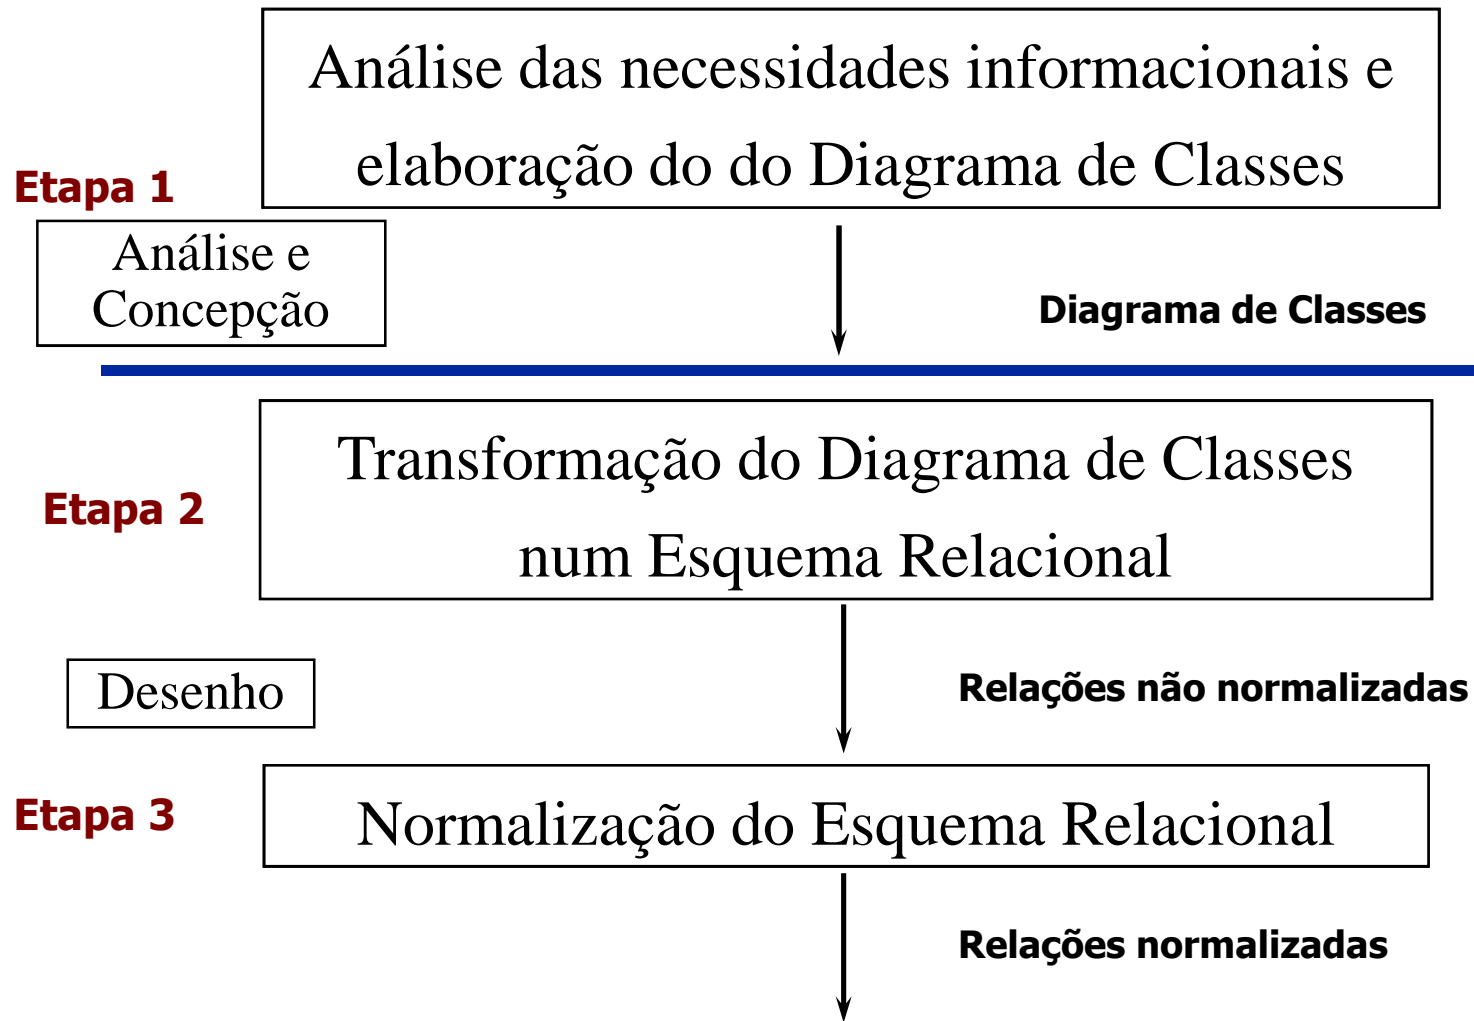 Análise das necessidades informacionais e
elaboração do do Diagrama de Classes
Etapa 1
Análise e
Concepção
Diagrama de Classes
Transformação do Diagrama de Classes
num Esquema Relacional
Etapa 2
Desenho
Relações não normalizadas
Etapa 3
Normalização do Esquema Relacional
Relações normalizadas